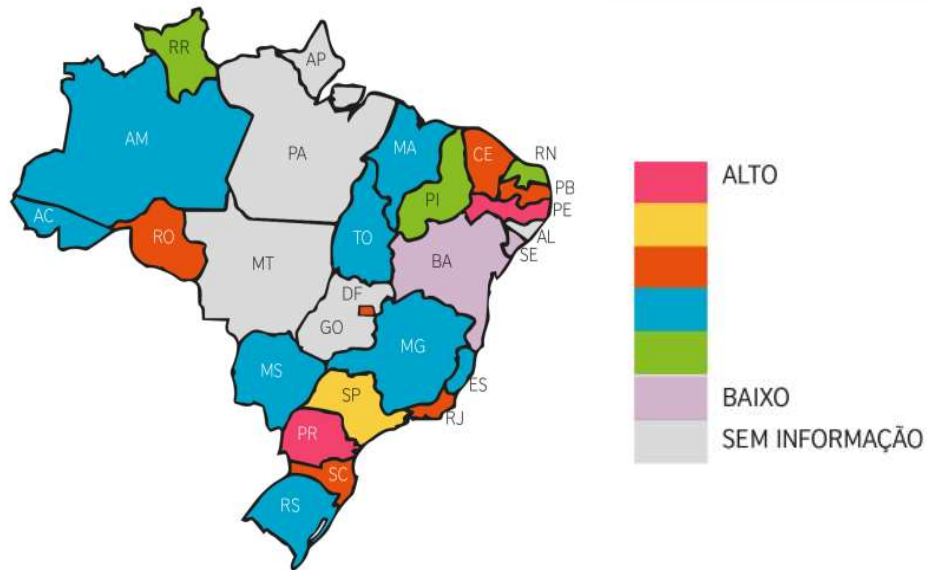 RR
AP
AM
PA
MA
CE
RN
PB
PE
AL
SE
PI
AC
RO
TO
BA
MT
DF
GO
MG
ES
MS
SP
RJ
PR
SC
RS
ALTO
BAIXO
SEM INFORMAÇÃO